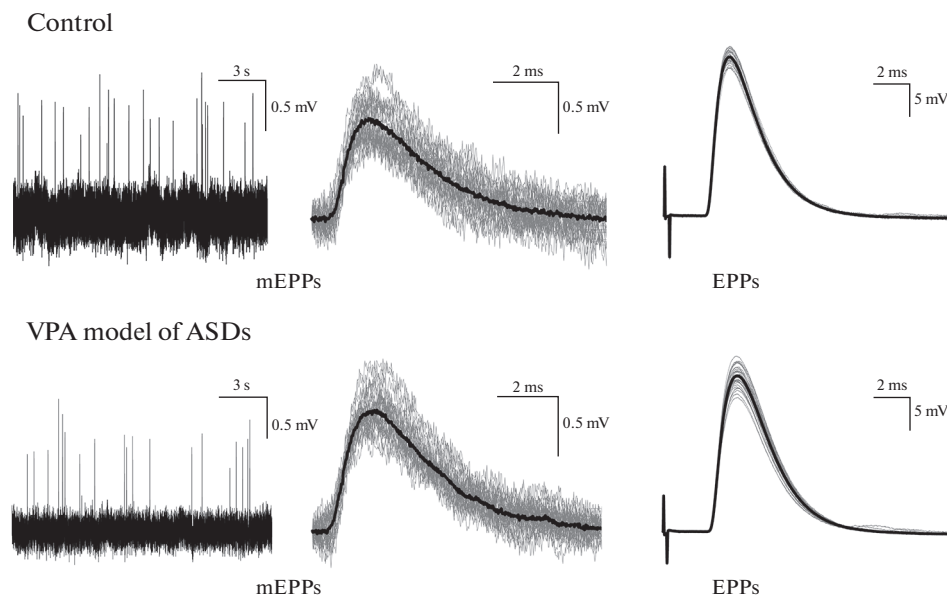 Control
3 s
0.5 mV
2 ms
0.5 mV
2 ms
5 mV
mEPPs
EPPs
VPA model of ASDs
3 s
0.5 mV
2 ms
0.5 mV
2 ms
5 mV
mEPPs
EPPs